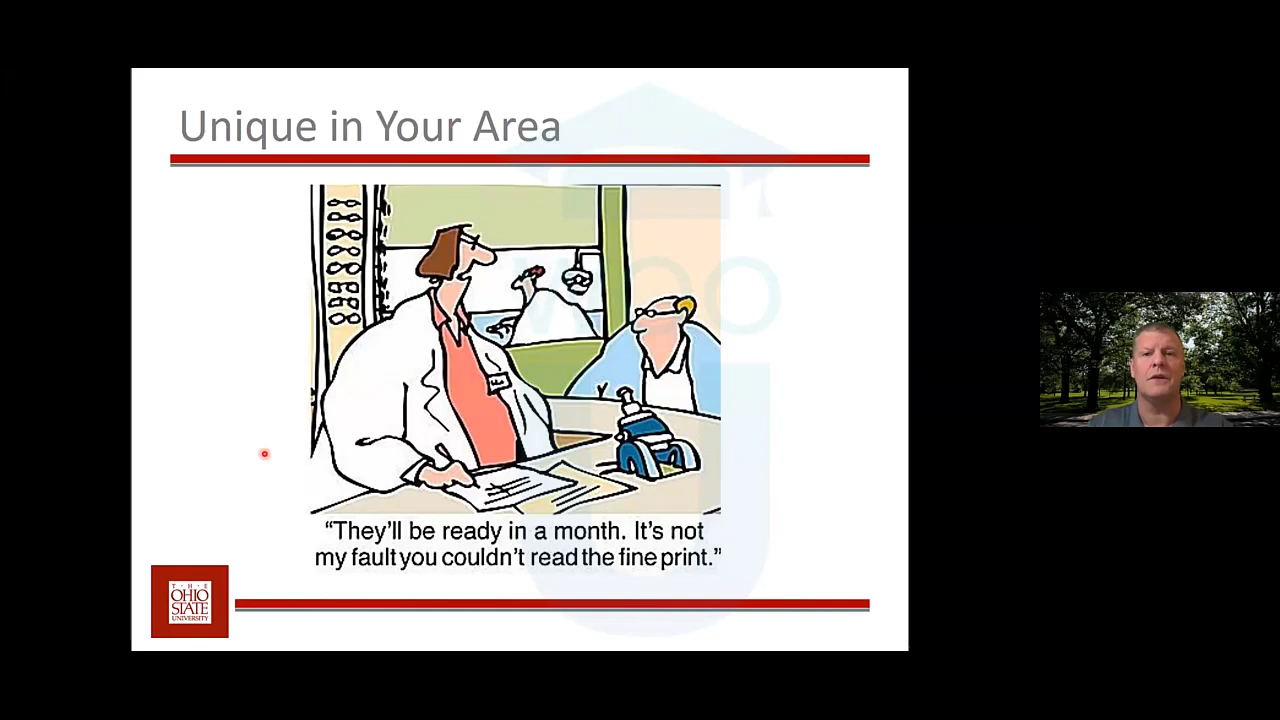 Unique in Your Area
WOO
“They’ll be ready in a month. It’s not
my fault you couldn’t read the fine print.”
T · H · E
OHIO
STATE
UNIVERSITY